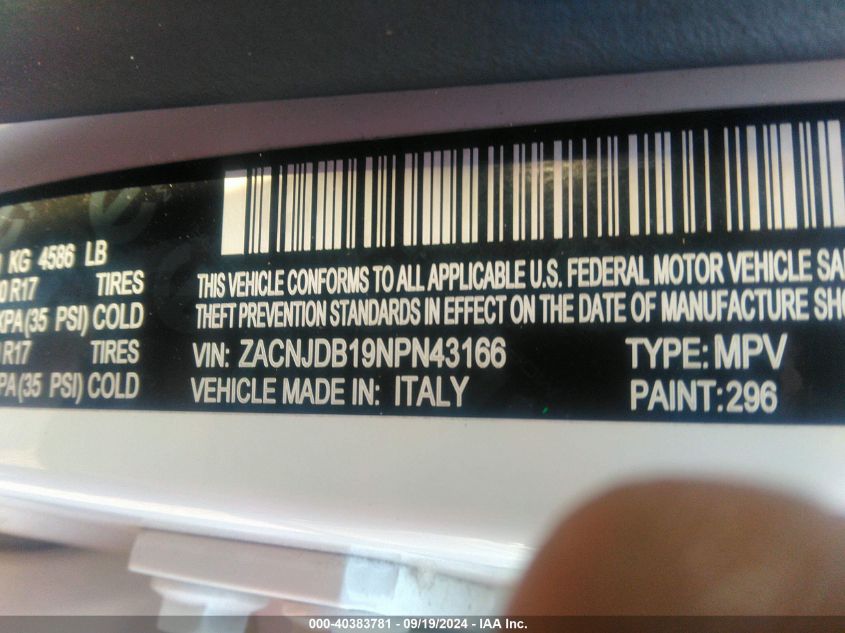 KG 4586 LB
0 R17 TIRES
KPA(35 PSI) COLD
R17 TIRES
PA(35 PSI) COLD
THIS VEHICLE CONFORMS TO ALL APPLICABLE U.S. FEDERAL MOTOR VEHICLE SA
THEFT PREVENTION STANDARDS IN EFFECT ON THE DATE OF MANUFACTURE SHO
VIN: ZACNJDB19NPN43166 TYPE: MPV
VEHICLE MADE IN: ITALY PAINT: 296
000-40383781 - 09/19/2024 - IAA Inc.